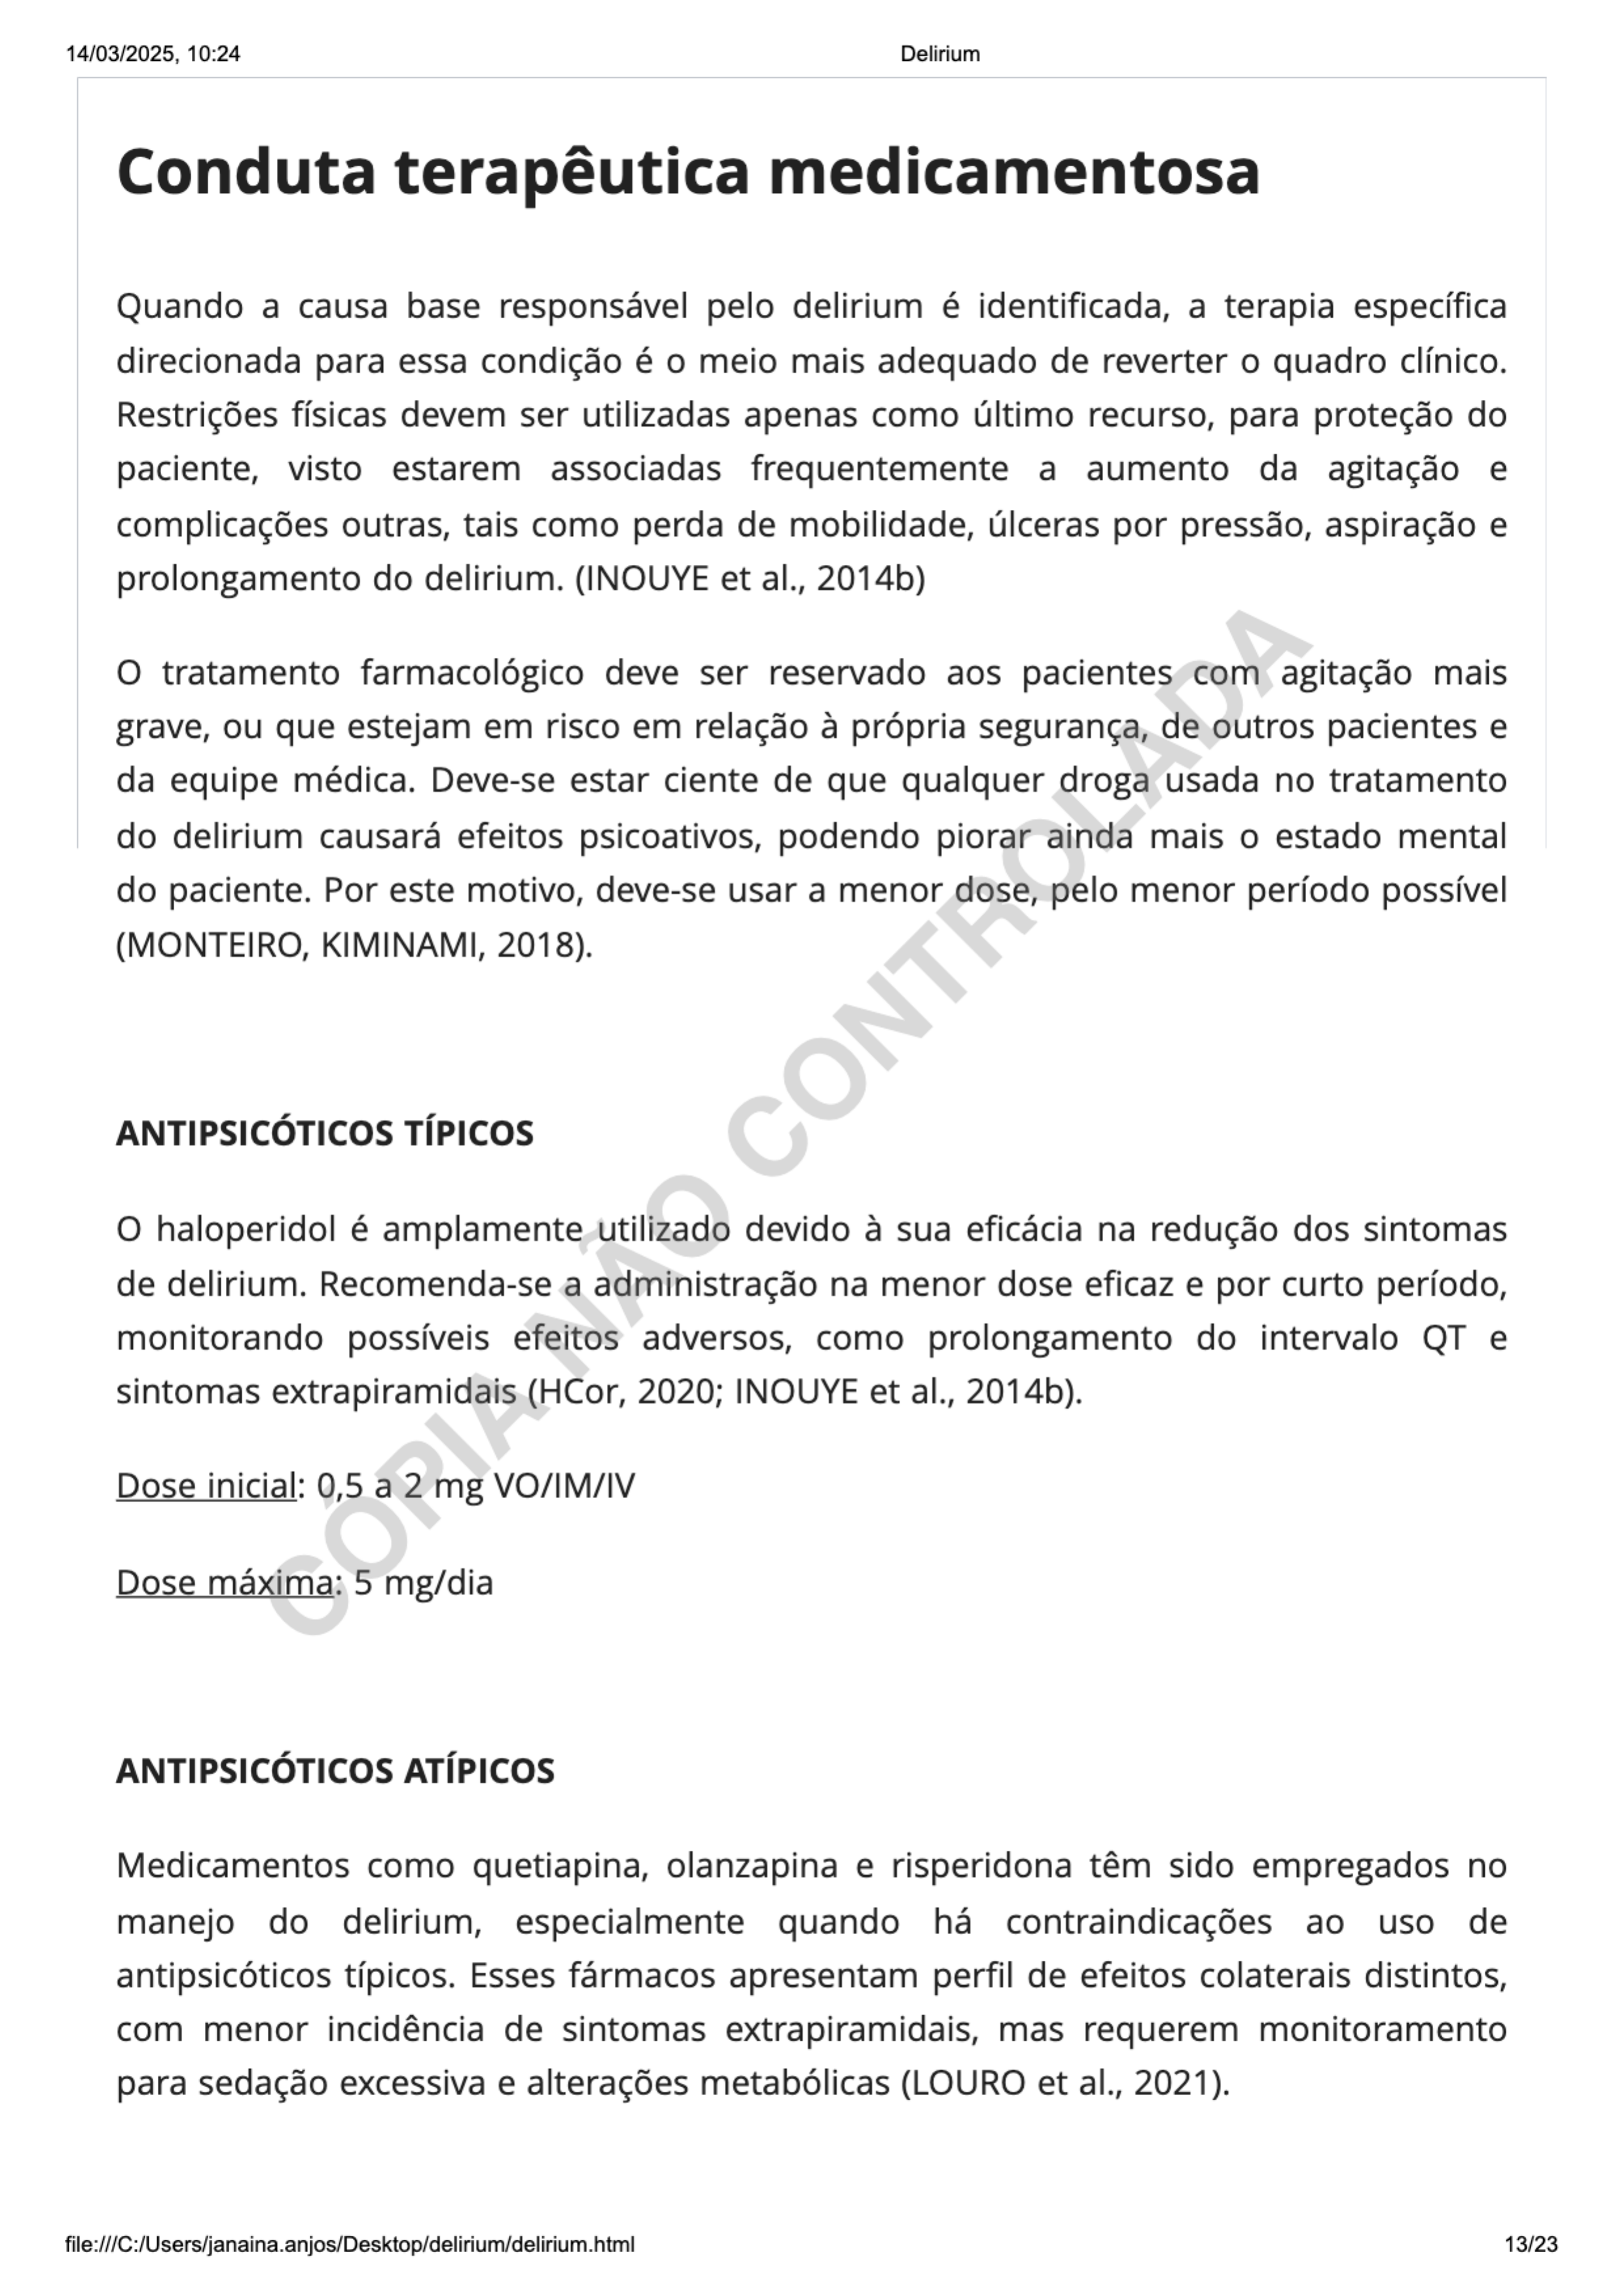 14/03/2025, 10:24
Delirium
Conduta terapêutica medicamentosa
Quando a causa base responsável pelo delirium é identificada, a terapia específica
direcionada para essa condição é o meio mais adequado de reverter o quadro clínico.
Restrições físicas devem ser utilizadas apenas como último recurso, para proteção do
paciente, visto estarem associadas frequentemente a aumento da agitação e
complicações outras, tais como perda de mobilidade, úlceras por pressão, aspiração e
prolongamento do delirium. (INOUYE et al., 2014b)
O tratamento farmacológico deve ser reservado aos pacientes com agitação mais
grave, ou que estejam em risco em relação à própria segurança, de outros pacientes e
da equipe médica. Deve-se estar ciente de que qualquer droga usada no tratamento
do delirium causará efeitos psicoativos, podendo piorar ainda mais o estado mental
do paciente. Por este motivo, deve-se usar a menor dose, pelo menor período possível
(MONTEIRO, KIMINAMI, 2018).
ANTIPSICÓTICOS TÍPICOS
O haloperidol é amplamente utilizado devido à sua eficácia na redução dos sintomas
de delirium. Recomenda-se a administração na menor dose eficaz e por curto período,
monitorando possíveis efeitos adversos, como prolongamento do intervalo QT e
sintomas extrapiramidais (HCor, 2020; INOUYE et al., 2014b).
Dose inicial: 0,5 a 2 mg VO/IM/IV
Dose máxima: 5 mg/dia
ANTIPSICÓTICOS ATÍPICOS
Medicamentos como quetiapina, olanzapina e risperidona têm sido empregados no
manejo do delirium, especialmente quando há contraindicações ao uso de
antipsicóticos típicos. Esses fármacos apresentam perfil de efeitos colaterais distintos,
com menor incidência de sintomas extrapiramidais, mas requerem monitoramento
para sedação excessiva e alterações metabólicas (LOURO et al., 2021).
CÓPIA NÃO CONTROLADA
file:///C:/Users/janaina.anjos/Desktop/delirium/delirium.html
13/23